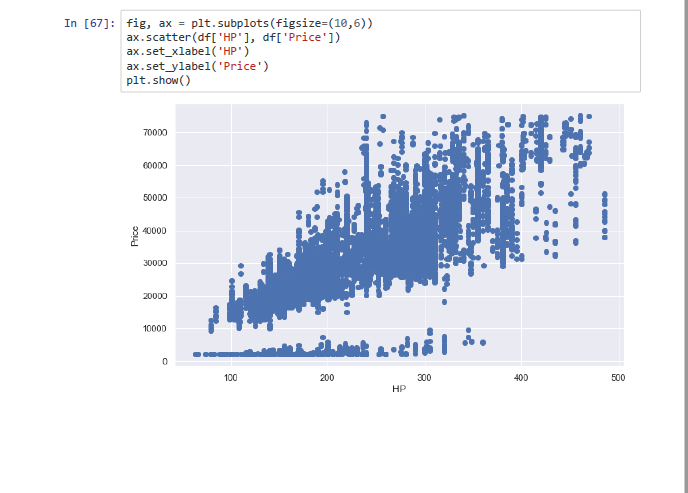 In [67]: fig, ax = plt.subplots(figsize=(10,6))
ax.scatter(df['HP'], df['Price'])
ax.set_xlabel('HP')
ax.set_ylabel('Price')
plt.show()
70000
60000
50000
40000
30000
20000
10000
0
Price
100 200 300 400 500
HP